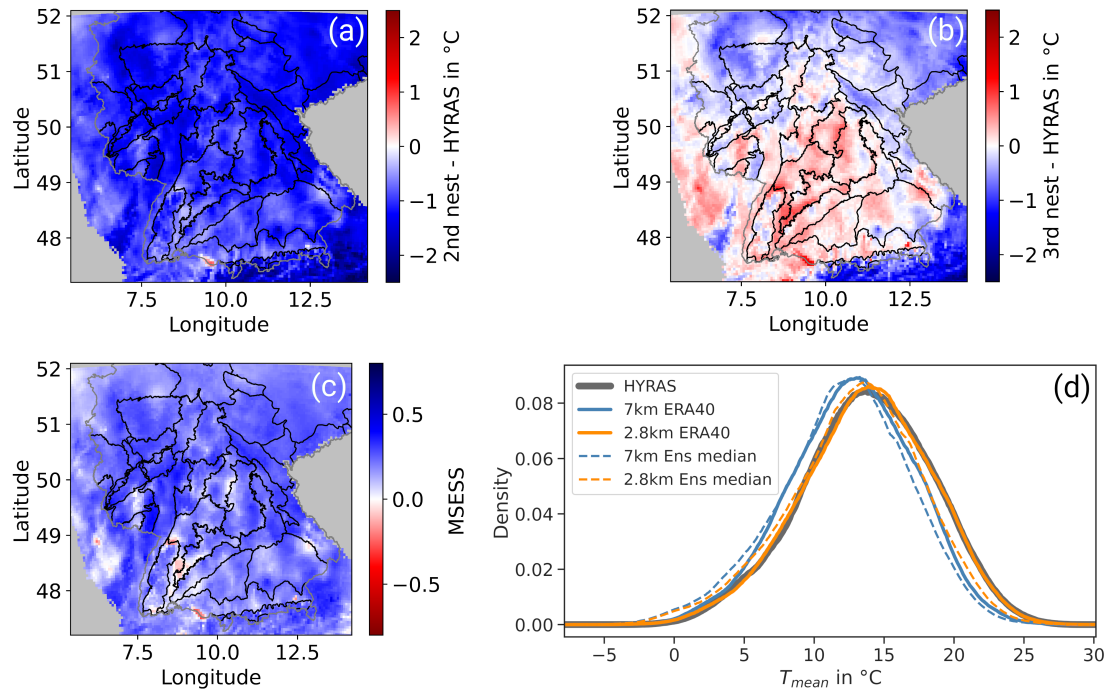 (a)
52
51
50
49
48
Latitude
7.5 10.0 12.5
Longitude
2
1
0
−1
−2
2nd nest - HYRAS in °C
(b)
52
51
50
49
48
Latitude
7.5 10.0 12.5
Longitude
2
1
0
−1
−2
3rd nest - HYRAS in °C
(c)
52
51
50
49
48
Latitude
7.5 10.0 12.5
Longitude
0.5
0.0
−0.5
MSESS
(d)
HYRAS
7km ERA40
2.8km ERA40
7km Ens median
2.8km Ens median
0.08
0.06
0.04
0.02
0.00
Density
−5 0 5 10 15 20 25 30
Tmean in °C